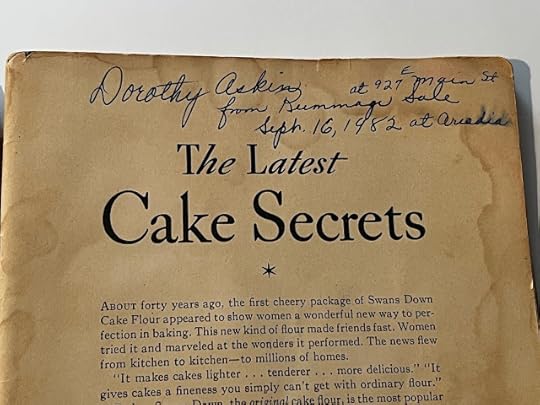 Dorothy Askin at 927 E Main St
from Rummage Sale
Sept. 16, 1982 at Arcadia
The Latest
Cake Secrets
*
ABOUT forty years ago, the first cheery package of Swans Down
Cake Flour appeared to show women a wonderful new way to per-
fection in baking. This new kind of flour made friends fast. Women
tried it and marveled at the wonders it performed. The news flew
from kitchen to kitchen—to millions of homes.
"It makes cakes lighter . . . tenderer . . . more delicious." "It
gives cakes a fineness you simply can't get with ordinary flour."
Down, the original cake flour, is the most popular